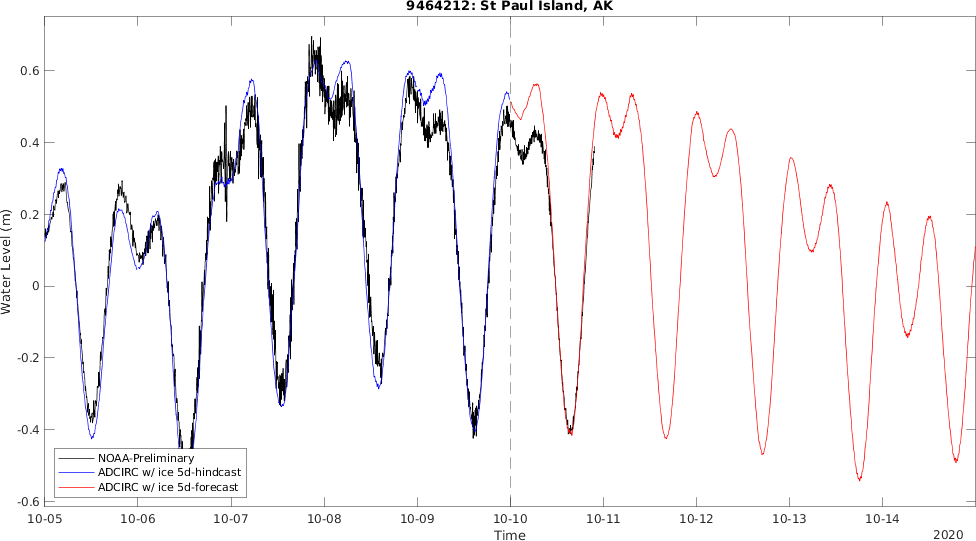 9464212: St Paul Island, AK
Water Level (m)
0.6
0.4
0.2
0
-0.2
-0.4
-0.6
NOAA-Preliminary
ADCIRC w/ ice 5d-hindcast
ADCIRC w/ ice 5d-forecast
10-05 10-06 10-07 10-08 10-09 10-10 10-11 10-12 10-13 10-14
Time
2020